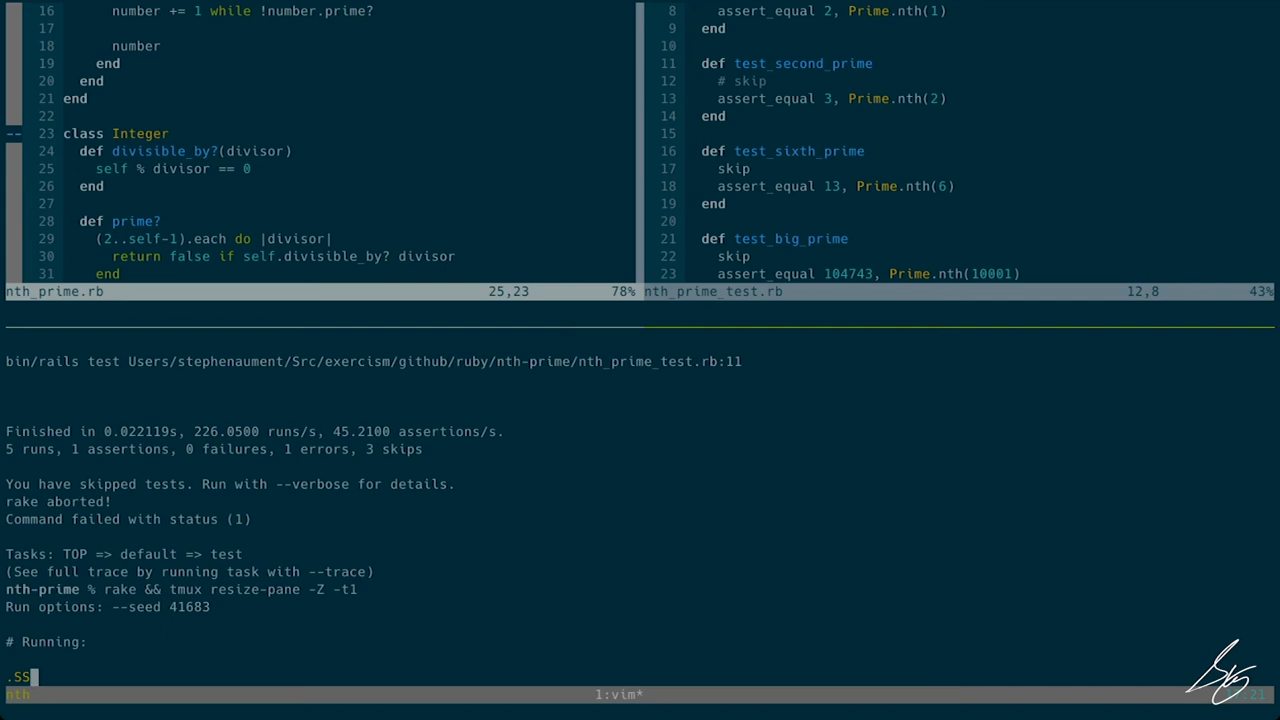 16 number += 1 while !number.prime?
17
18 number
19 end
20 end
21 end
22
-- 23 class Integer
24 def divisible_by?(divisor)
25 self % divisor == 0
26 end
27
28 def prime?
29 (2..self-1).each do |divisor|
30 return false if self.divisible_by? divisor
31 end
nth_prime.rb 25,23 78%
8 assert_equal 2, Prime.nth(1)
9 end
10
11 def test_second_prime
12 # skip
13 assert_equal 3, Prime.nth(2)
14 end
15
16 def test_sixth_prime
17 skip
18 assert_equal 13, Prime.nth(6)
19 end
20
21 def test_big_prime
22 skip
23 assert_equal 104743, Prime.nth(10001)
nth_prime_test.rb 12,8 43%
bin/rails test Users/stephenaument/Src/exercism/github/ruby/nth-prime/nth_prime_test.rb:11
Finished in 0.022119s, 226.0500 runs/s, 45.2100 assertions/s.
5 runs, 1 assertions, 0 failures, 1 errors, 3 skips
You have skipped tests. Run with --verbose for details.
rake aborted!
Command failed with status (1)
Tasks: TOP => default => test
(See full trace by running task with --trace)
nth-prime % rake && tmux resize-pane -Z -t1
Run options: --seed 41683
# Running:
.SS
nth 1:vim*